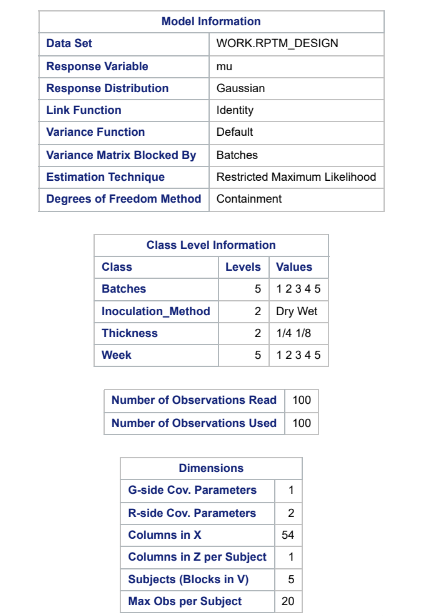 Model Information
Data Set WORK.RPTM_DESIGN
Response Variable mu
Response Distribution Gaussian
Link Function Identity
Variance Function Default
Variance Matrix Blocked By Batches
Estimation Technique Restricted Maximum Likelihood
Degrees of Freedom Method Containment
Class Level Information
Class Levels Values
Batches 5 1 2 3 4 5
Inoculation_Method 2 Dry Wet
Thickness 2 1/4 1/8
Week 5 1 2 3 4 5
Number of Observations Read 100
Number of Observations Used 100
Dimensions
G-side Cov. Parameters 1
R-side Cov. Parameters 2
Columns in X 54
Columns in Z per Subject 1
Subjects (Blocks in V) 5
Max Obs per Subject 20